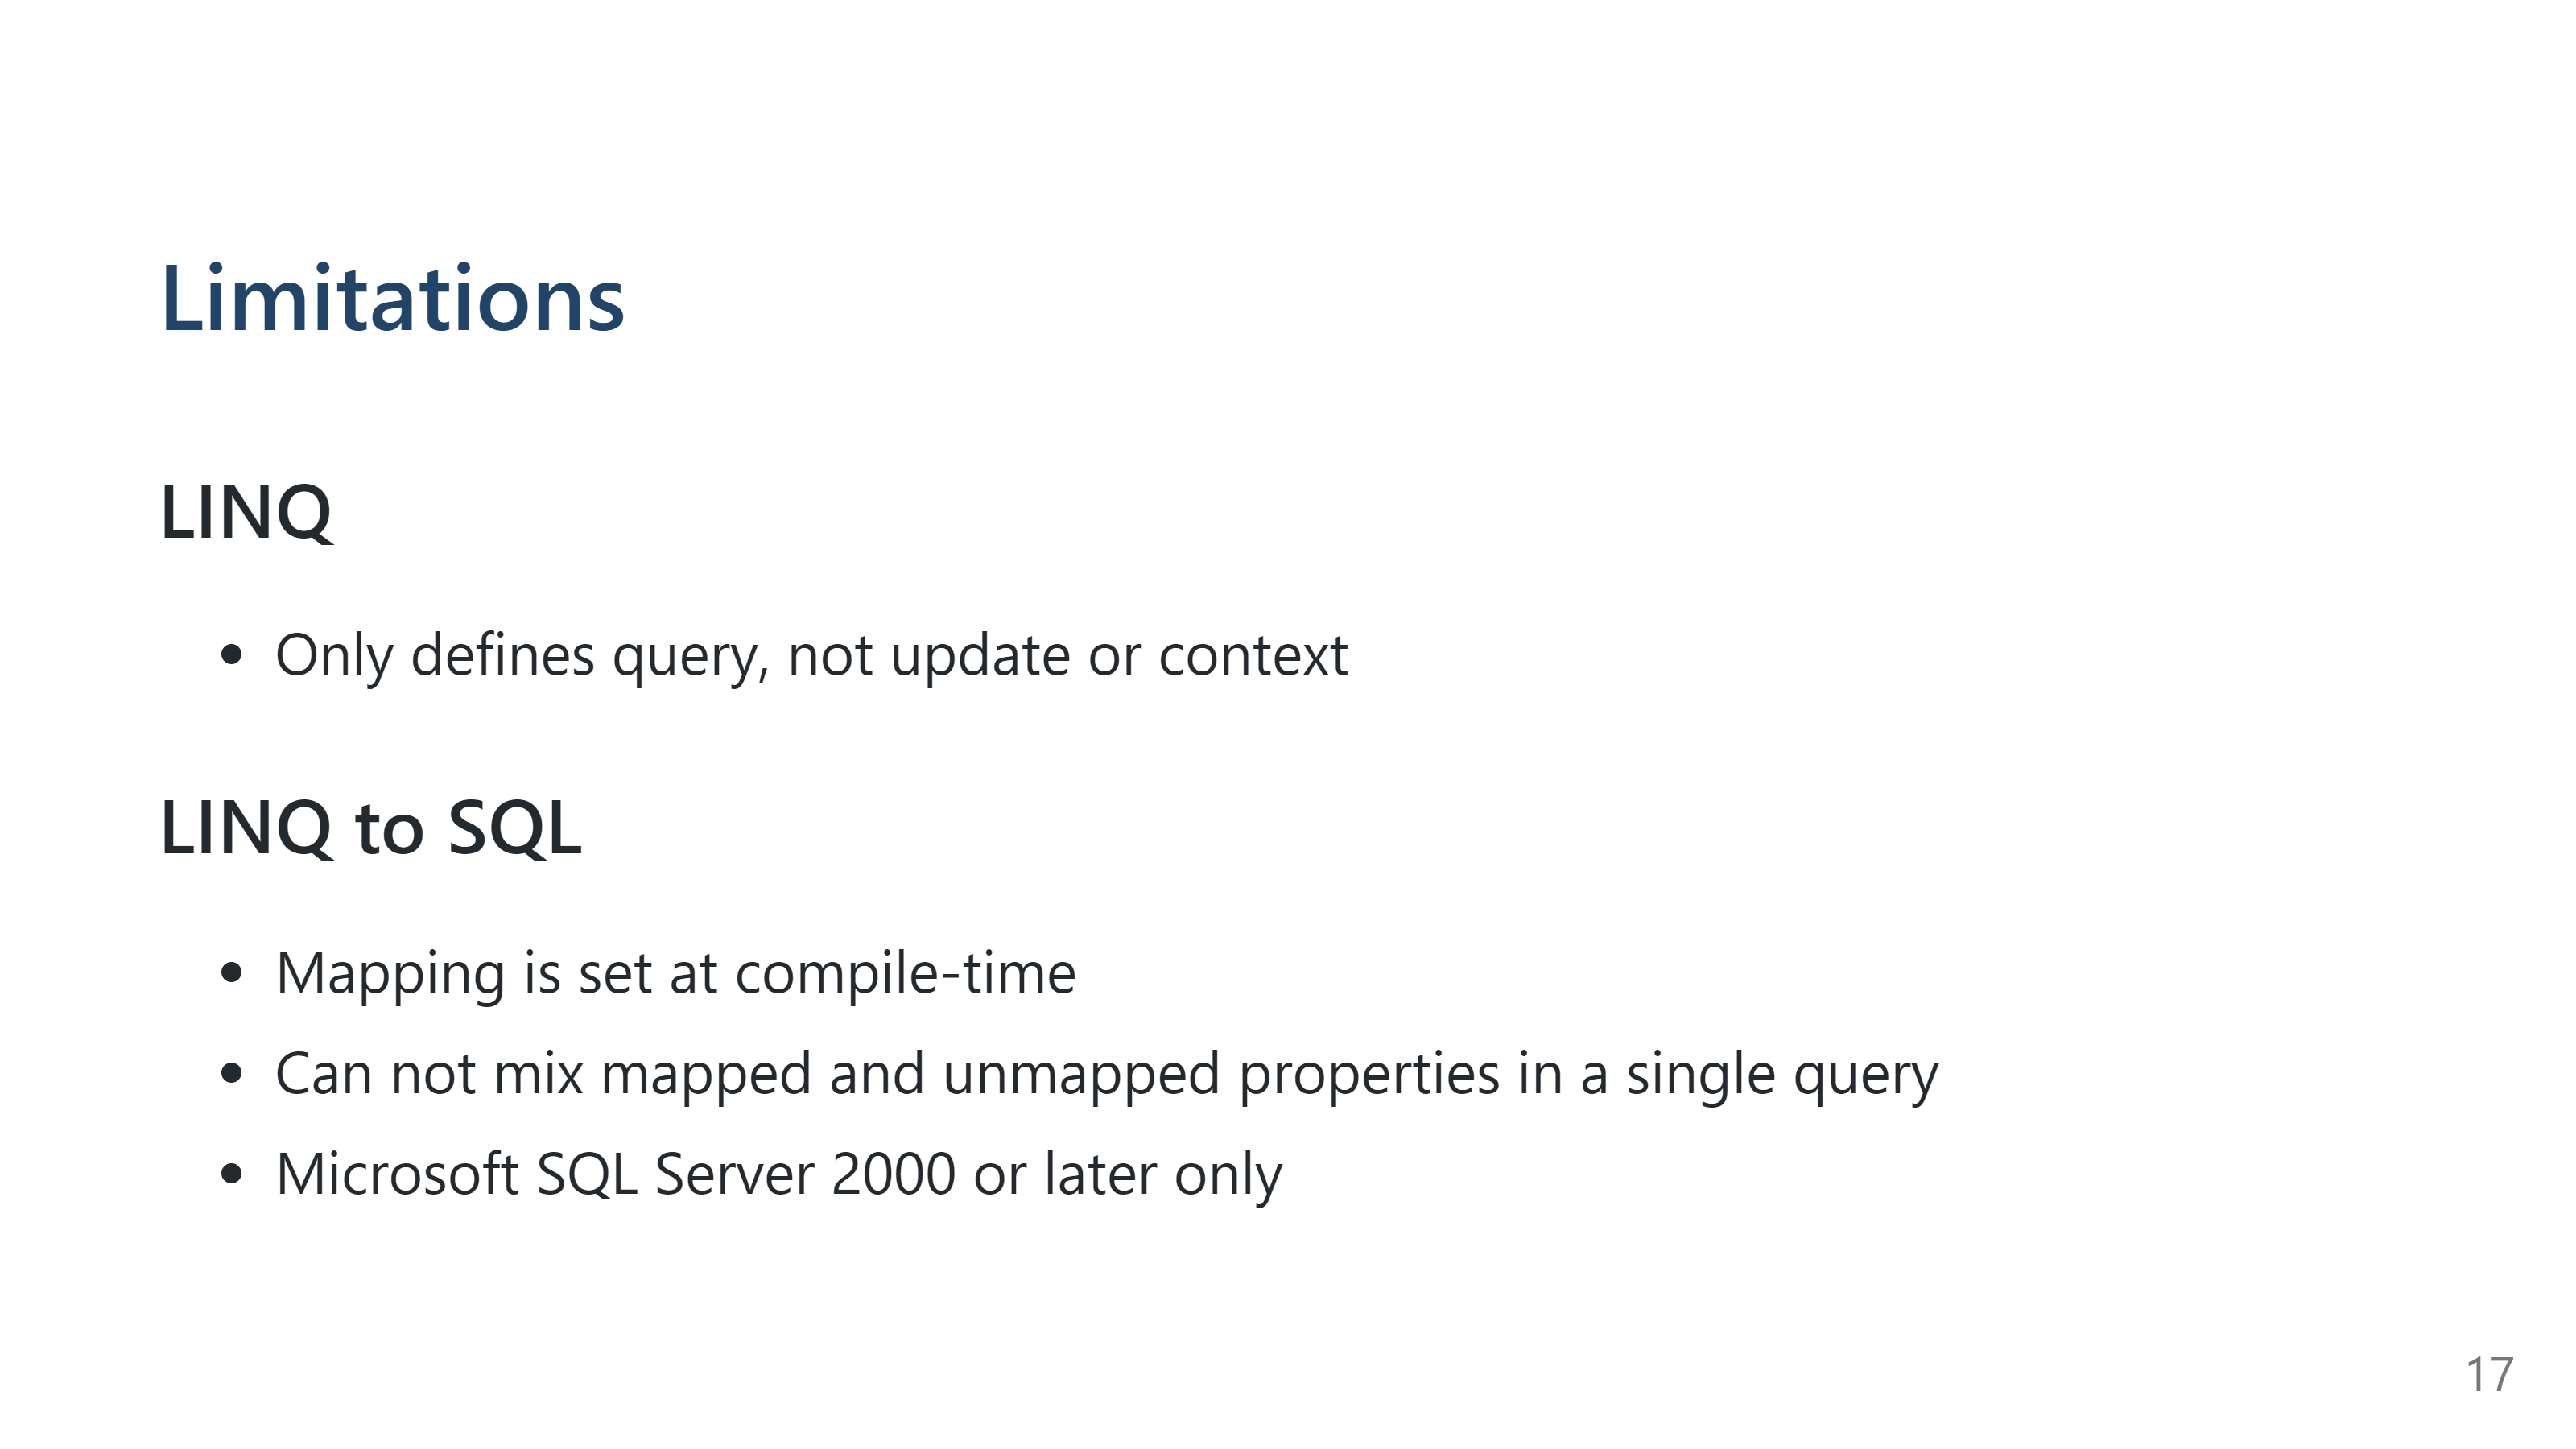 Limitations
LINQ
• Only defines query, not update or context
LINQ to SQL
• Mapping is set at compile-time
• Can not mix mapped and unmapped properties in a single query
• Microsoft SQL Server 2000 or later only
17